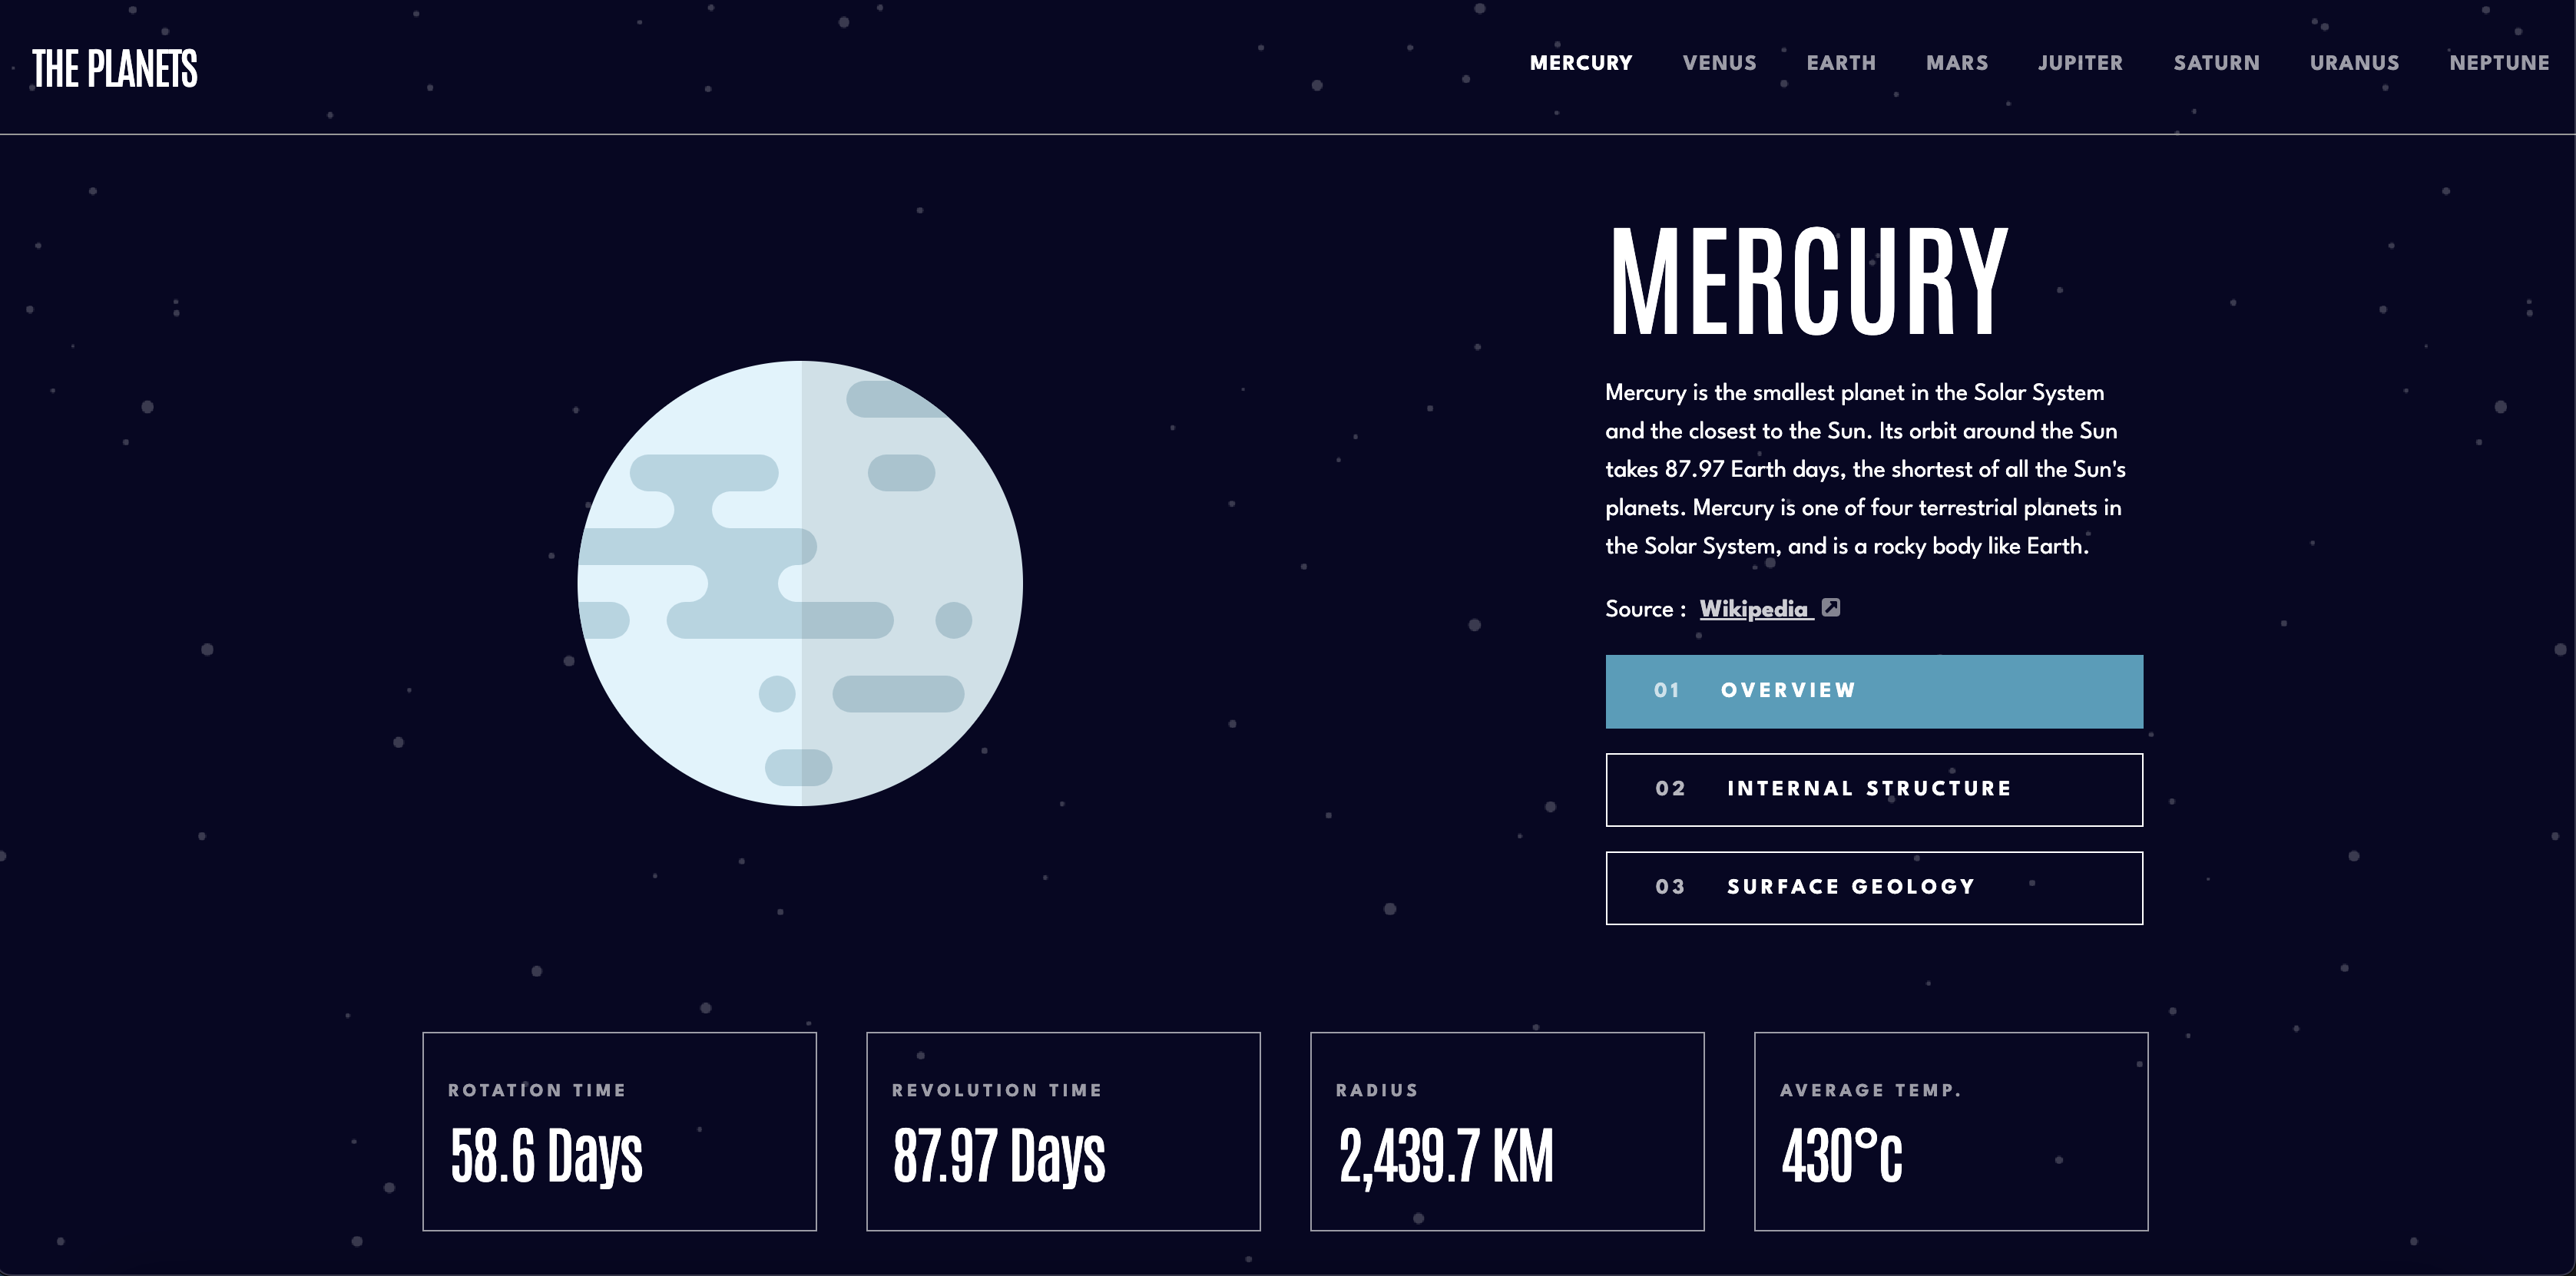 THE PLANETS
MERCURY VENUS EARTH MARS JUPITER SATURN URANUS NEPTUNE
MERCURY
Mercury is the smallest planet in the Solar System
and the closest to the Sun. Its orbit around the Sun
takes 87.97 Earth days, the shortest of all the Sun's
planets. Mercury is one of four terrestrial planets in
the Solar System, and is a rocky body like Earth.
Source : Wikipedia
01 OVERVIEW
02 INTERNAL STRUCTURE
03 SURFACE GEOLOGY
ROTATION TIME
58.6 Days
REVOLUTION TIME
87.97 Days
RADIUS
2,439.7 KM
AVERAGE TEMP.
430°c